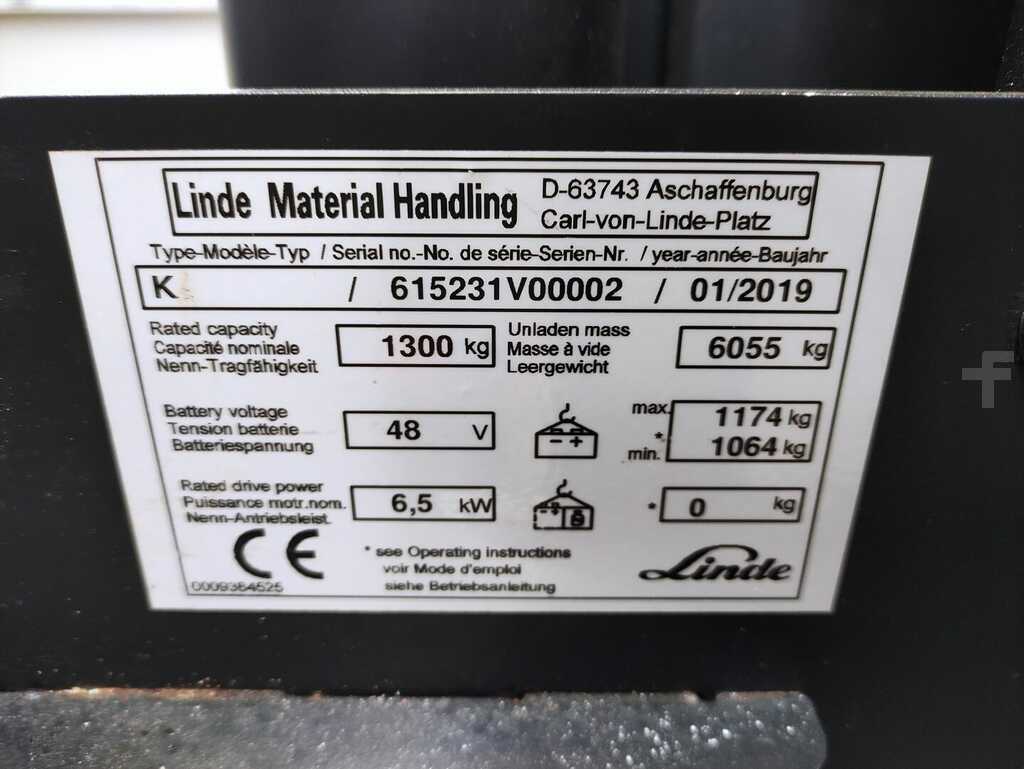 Linde Material Handling
D-63743 Aschaffenburg
Carl-von-Linde-Platz
Type-Modèle-Typ / Serial no.-No. de série-Serien-Nr. / year-année-Baujahr
K / 615231V00002 / 01/2019
Rated capacity
Capacité nominale
Nenn-Tragfähigkeit
1300 kg
Unladen mass
Masse à vide
Leergewicht
6055 kg
Battery voltage
Tension batterie
Batteriespannung
48 V
- +
max. 1174 kg
*
min. 1064 kg
Rated drive power
Puissance motr.nom.
Nenn-Antriebsleist.
6,5 kW
* 0 kg
CE
0009384525
* see Operating instructions
voir Mode d'emploi
siehe Betriebsanleitung
Linde
f